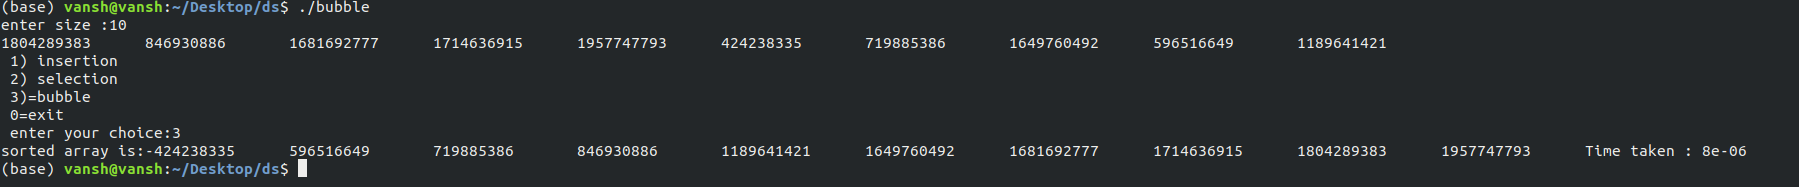 (base) vansh@vansh:~/Desktop/ds$ ./bubble
enter size :10
1804289383 846930886 1681692777 1714636915 1957747793 424238335 719885386 1649760492 596516649 1189641421
1) insertion
2) selection
3)=bubble
0=exit
enter your choice:3
sorted array is:-424238335 596516649 719885386 846930886 1189641421 1649760492 1681692777 1714636915 1804289383 1957747793 Time taken : 8e-06
(base) vansh@vansh:~/Desktop/ds$